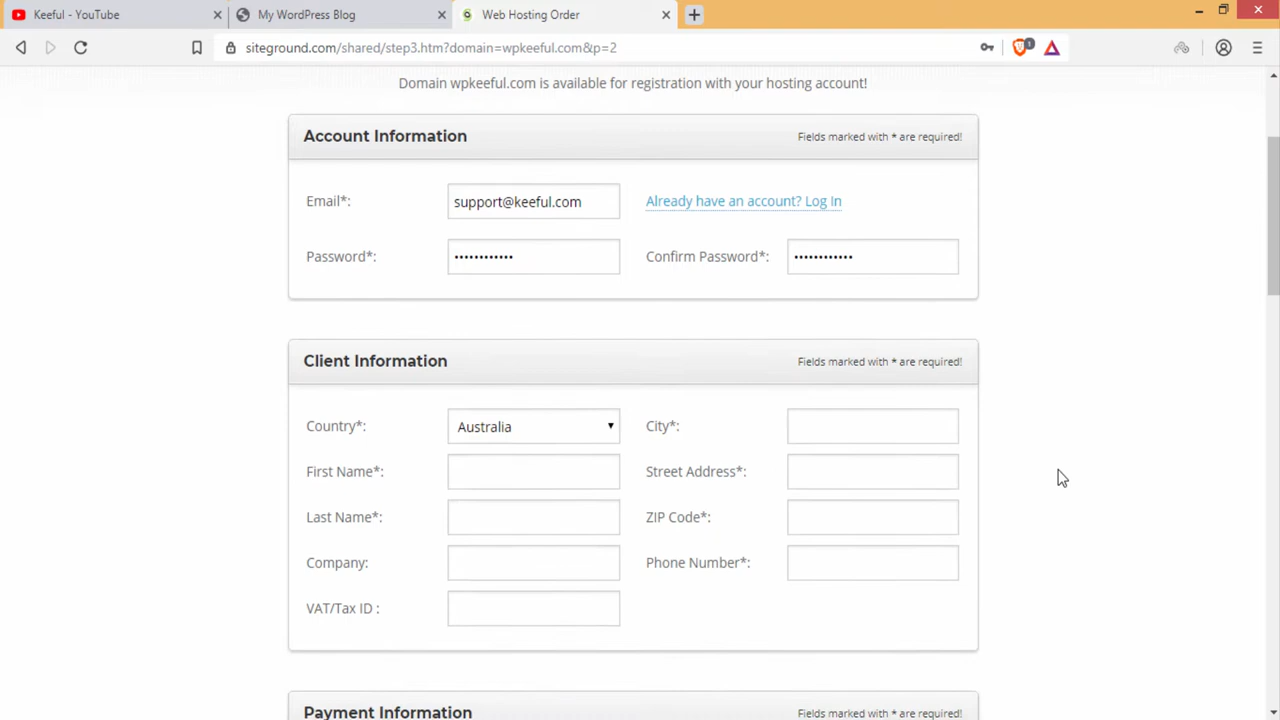 Keeful - YouTube
My WordPress Blog
Web Hosting Order
siteground.com/shared/step3.htm?domain=wpkeeful.com&p=2
1
Domain wpkeeful.com is available for registration with your hosting account!
Account Information
Fields marked with * are required!
Email*:
support@keeful.com
Already have an account? Log In
Password*:
Confirm Password*:
Client Information
Fields marked with * are required!
Country*:
Australia
City*:
First Name*:
Street Address*:
Last Name*:
ZIP Code*:
Company:
Phone Number*:
VAT/Tax ID :
Payment Information
Fields marked with * are required!